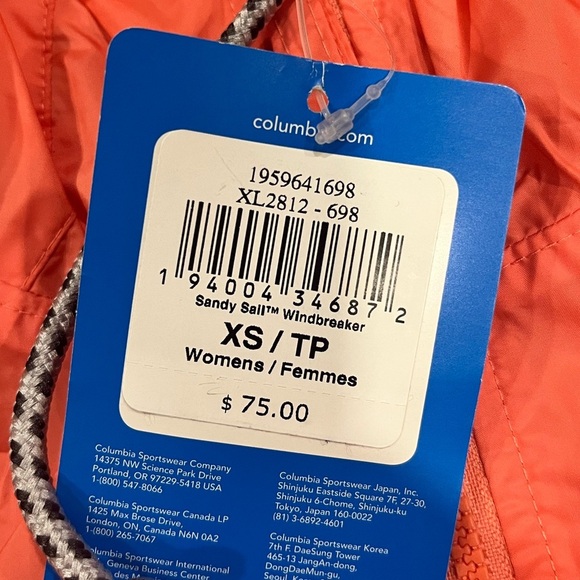 columb com
1959641698
XL2812 - 698
1 94004 34687 2
Sandy Sail™ Windbreaker
XS / TP
Womens / Femmes
$ 75.00
Columbia Sportswear Company
14375 NW Science Park Drive
Portland, OR 97229-5418 USA
1-(800) 547-8066
Columbia Sportswear Canada LP
1425 Max Brose Drive,
London, ON, Canada N6N 0A2
1-(800) 265-7067
Columbia Sportswear International
Geneva Business Center
des M
Columbia Sportswear Japan, Inc.
Shinjuku Eastside Square 7F, 27-30,
Shinjuku 6-Chome, Shinjuku-ku
Tokyo, Japan 160-0022
(81) 3-6892-4601
Columbia Sportswear Korea
7th F. DaeSung Tower
465-13 JangAn-dong,
DongDaeMun-gu,
Seoul, Kor